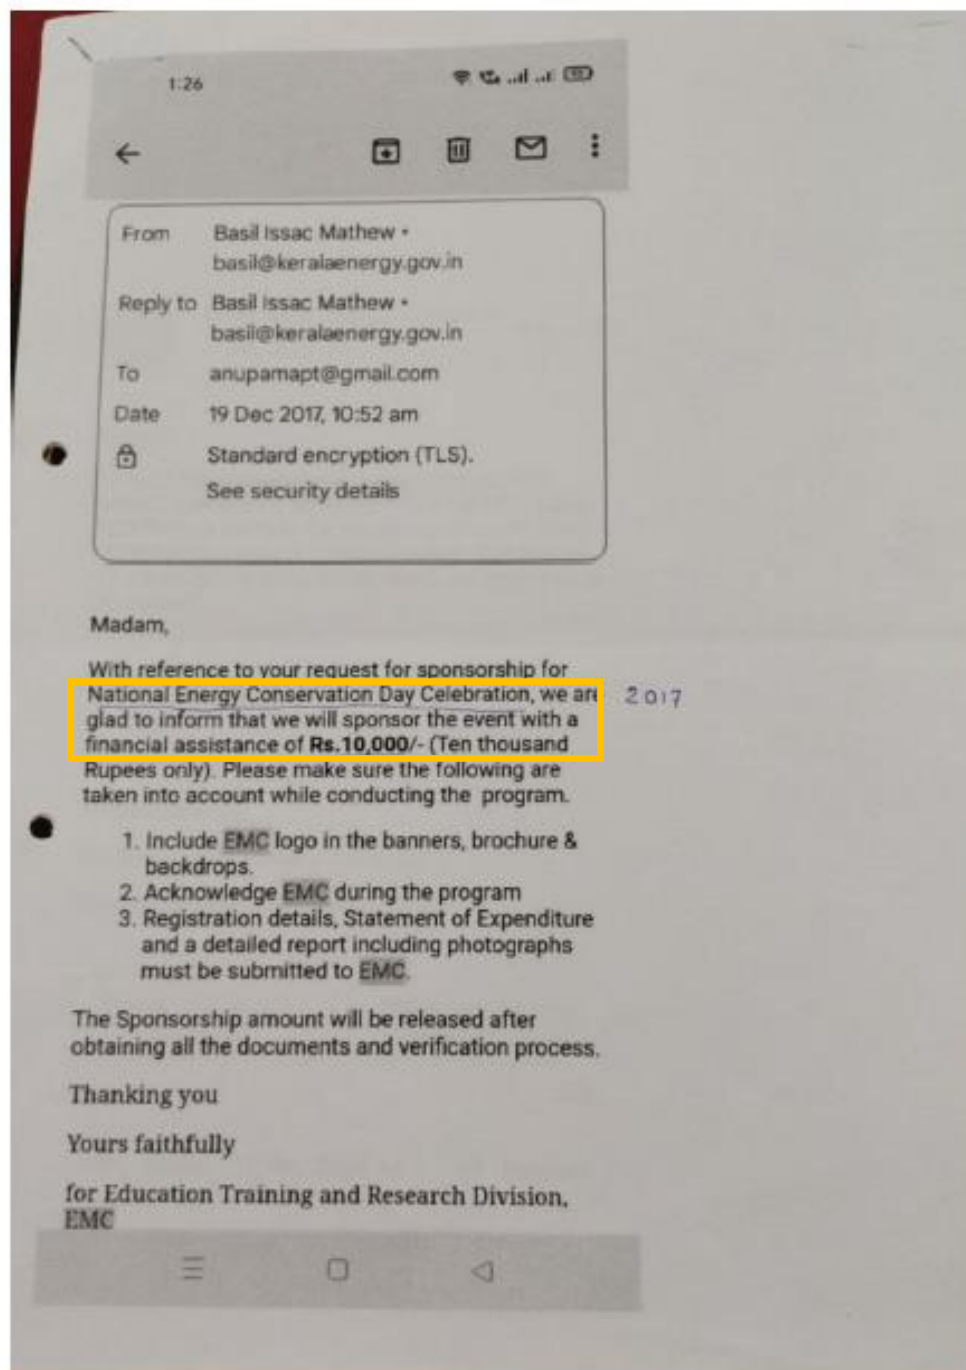 1:26
From Basil Issac Mathew •
basil@keralaenergy.gov.in
Reply to Basil Issac Mathew •
basil@keralaenergy.gov.in
To anupamapt@gmail.com
Date 19 Dec 2017, 10:52 am
Standard encryption (TLS).
See security details
Madam,
With reference to your request for sponsorship for
National Energy Conservation Day Celebration, we are 2017
glad to inform that we will sponsor the event with a
financial assistance of Rs.10,000/- (Ten thousand
Rupees only). Please make sure the following are
taken into account while conducting the program.
1. Include EMC logo in the banners, brochure &
backdrops.
2. Acknowledge EMC during the program
3. Registration details, Statement of Expenditure
and a detailed report including photographs
must be submitted to EMC.
The Sponsorship amount will be released after
obtaining all the documents and verification process.
Thanking you
Yours faithfully
for Education Training and Research Division,
EMC